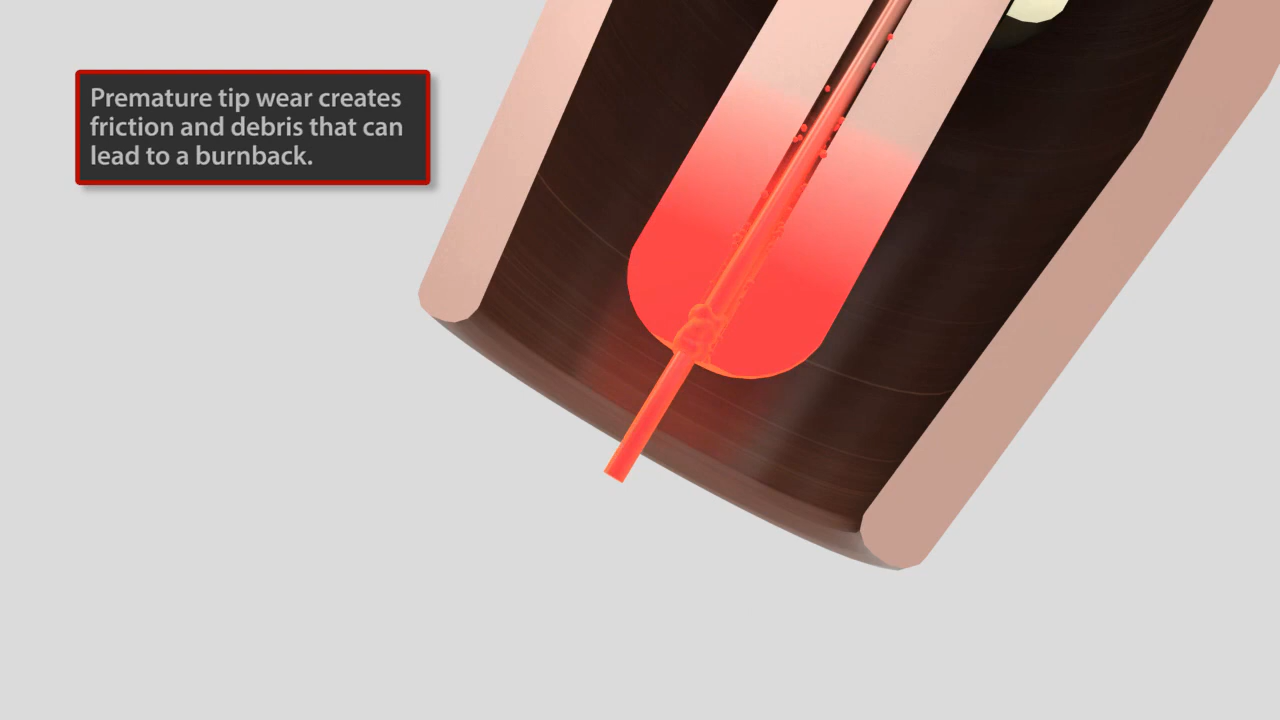 Premature tip wear creates
friction and debris that can
lead to a burnback.